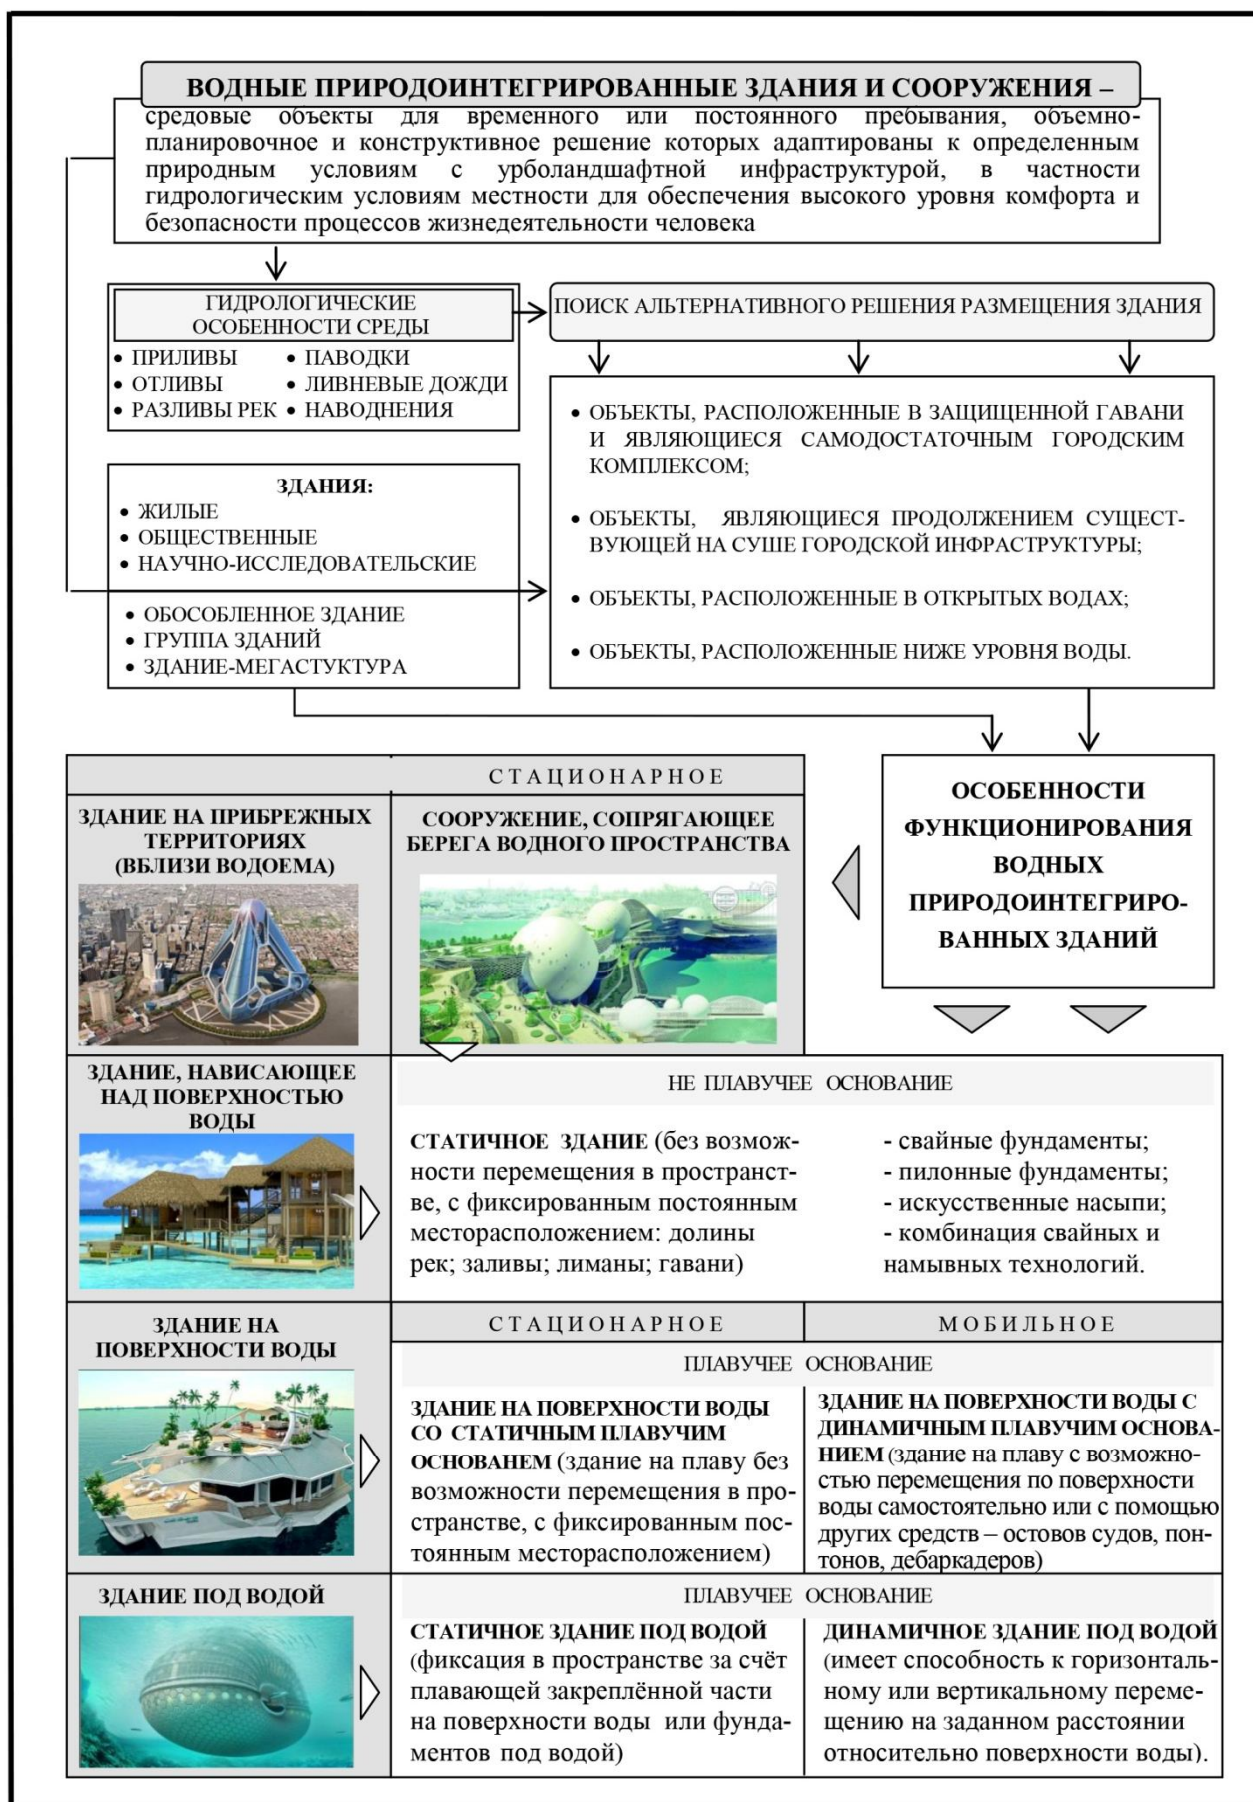 ВОДНЫЕ ПРИРОДОИНТЕГРИРОВАННЫЕ ЗДАНИЯ И СООРУЖЕНИЯ –
средовые объекты для временного или постоянного пребывания, объемно-
планировочное и конструктивное решение которых адаптированы к определенным
природным условиям с урболандшафтной инфраструктурой, в частности
гидрологическим условиям местности для обеспечения высокого уровня комфорта и
безопасности процессов жизнедеятельности человека
ГИДРОЛОГИЧЕСКИЕ
ОСОБЕННОСТИ СРЕДЫ
• ПРИЛИВЫ
• ОТЛИВЫ
• РАЗЛИВЫ РЕК
• ПАВОДКИ
• ЛИВНЕВЫЕ ДОЖДИ
• НАВОДНЕНИЯ
ПОИСК АЛЬТЕРНАТИВНОГО РЕШЕНИЯ РАЗМЕЩЕНИЯ ЗДАНИЯ
• ОБЪЕКТЫ, РАСПОЛОЖЕННЫЕ В ЗАЩИЩЕННОЙ ГАВАНИ
И ЯВЛЯЮЩИЕСЯ САМОДОСТАТОЧНЫМ ГОРОДСКИМ
КОМПЛЕКСОМ;
• ОБЪЕКТЫ, ЯВЛЯЮЩИЕСЯ ПРОДОЛЖЕНИЕМ СУЩЕСТ-
ВУЮЩЕЙ НА СУШЕ ГОРОДСКОЙ ИНФРАСТРУКТУРЫ;
• ОБЪЕКТЫ, РАСПОЛОЖЕННЫЕ В ОТКРЫТЫХ ВОДАХ;
• ОБЪЕКТЫ, РАСПОЛОЖЕННЫЕ НИЖЕ УРОВНЯ ВОДЫ.
ЗДАНИЯ:
• ЖИЛЫЕ
• ОБЩЕСТВЕННЫЕ
• НАУЧНО-ИССЛЕДОВАТЕЛЬСКИЕ
• ОБОСОБЛЕННОЕ ЗДАНИЕ
• ГРУППА ЗДАНИЙ
• ЗДАНИЕ-МЕГАСТУКТУРА
ОСОБЕННОСТИ
ФУНКЦИОНИРОВАНИЯ
ВОДНЫХ
ПРИРОДОИНТЕГРИРО-
ВАННЫХ ЗДАНИЙ
СТАЦИОНАРНОЕ
ЗДАНИЕ НА ПРИБРЕЖНЫХ
ТЕРРИТОРИЯХ
(ВБЛИЗИ ВОДОЕМА)
СООРУЖЕНИЕ, СОПРЯГАЮЩЕЕ
БЕРЕГА ВОДНОГО ПРОСТРАНСТВА
ЗДАНИЕ, НАВИСАЮЩЕЕ
НАД ПОВЕРХНОСТЬЮ
ВОДЫ
НЕ ПЛАВУЧЕЕ ОСНОВАНИЕ
СТАТИЧНОЕ ЗДАНИЕ (без возмож-
ности перемещения в пространст-
ве, с фиксированным постоянным
месторасположением: долины
рек; заливы; лиманы; гавани)
- свайные фундаменты;
- пилонные фундаменты;
- искусственные насыпи;
- комбинация свайных и
намывных технологий.
ЗДАНИЕ НА
ПОВЕРХНОСТИ ВОДЫ
СТАЦИОНАРНОЕ
МОБИЛЬНОЕ
ПЛАВУЧЕЕ ОСНОВАНИЕ
ЗДАНИЕ НА ПОВЕРХНОСТИ ВОДЫ
СО СТАТИЧНЫМ ПЛАВУЧИМ
ОСНОВАНЕМ (здание на плаву без
возможности перемещения в про-
странстве, с фиксированным пос-
тоянным месторасположением)
ЗДАНИЕ НА ПОВЕРХНОСТИ ВОДЫ С
ДИНАМИЧНЫМ ПЛАВУЧИМ ОСНОВА-
НИЕМ (здание на плаву с возможно-
стью перемещения по поверхности
воды самостоятельно или с помощью
других средств – остовов судов, пон-
тонов, дебаркадеров)
ЗДАНИЕ ПОД ВОДОЙ
ПЛАВУЧЕЕ ОСНОВАНИЕ
СТАТИЧНОЕ ЗДАНИЕ ПОД ВОДОЙ
(фиксация в пространстве за счёт
плавающей закреплённой части
на поверхности воды или фунда-
ментов под водой)
ДИНАМИЧНОЕ ЗДАНИЕ ПОД ВОДОЙ
(имеет способность к горизонталь-
ному или вертикальному переме-
щению на заданном расстоянии
относительно поверхности воды).